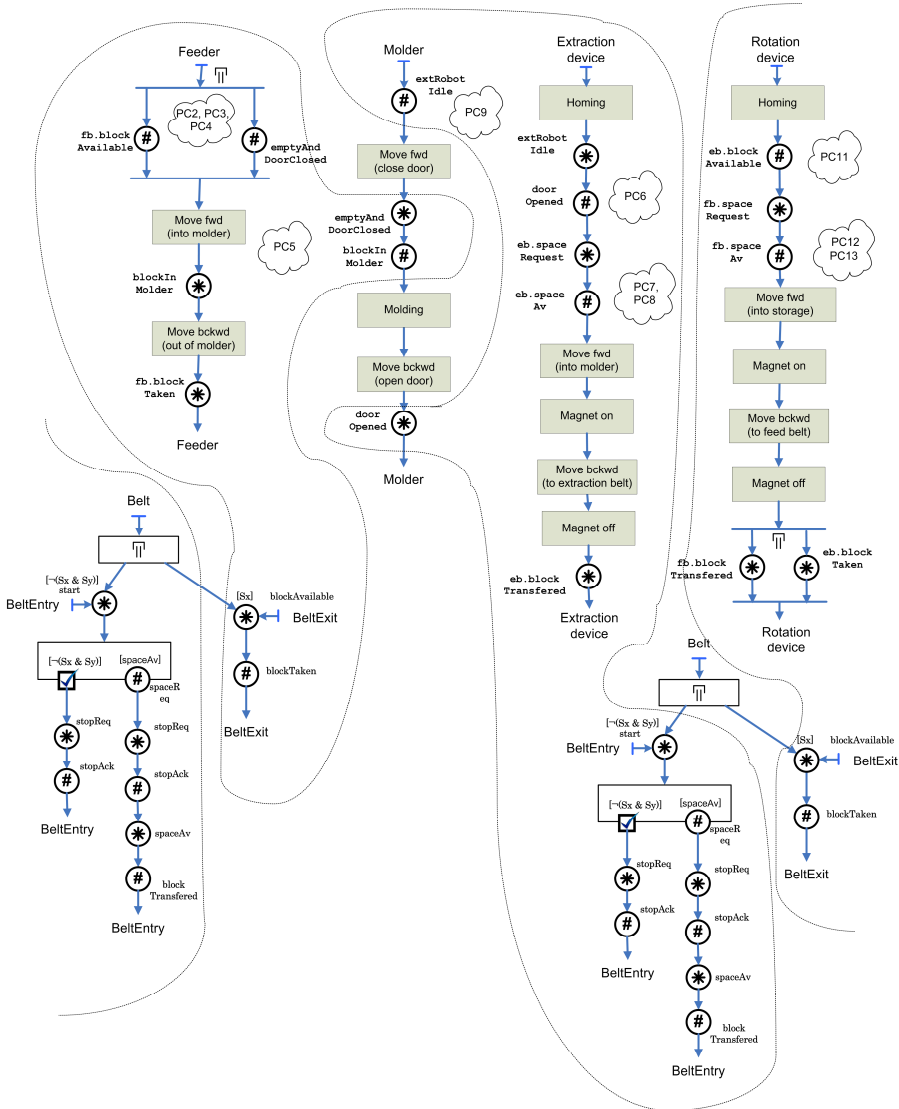 Feeder
PC2, PC3,
PC4
#
fb.block
Available
#
emptyAnd
DoorClosed
Move fwd
(into molder)
PC5
blockIn
Molder
Move bckwd
(out of molder)
fb.block
Taken
Feeder
Molder
extRobot
Idle
#
PC9
Move fwd
(close door)
emptyAnd
DoorClosed
blockIn
Molder
#
Molding
Move bckwd
(open door)
door
Opened
Molder
Extraction
device
Homing
extRobot
Idle
door
Opened
#
PC6
eb.space
Request
eb.space
Av
#
PC7,
PC8
Move fwd
(into molder)
Magnet on
Move bckwd
(to extraction belt)
Magnet off
eb.block
Transfered
Extraction
device
Rotation
device
Homing
eb.block
Available
#
PC11
fb.space
Request
fb.space
Av
#
PC12
PC13
Move fwd
(into storage)
Magnet on
Move bckwd
(to feed belt)
Magnet off
fb.block
Transfered
eb.block
Taken
Rotation
device
Belt
[¬(Sx & Sy)]
start
BeltEntry
[Sx]
blockAvailable
BeltExit
[¬(Sx & Sy)]
[spaceAv]
#
spaceR
eq
#
blockTaken
BeltExit
stopReq
stopAck
#
BeltEntry
stopReq
stopAck
#
spaceAv
#
block
Transfered
BeltEntry
Belt
[¬(Sx & Sy)]
start
BeltEntry
[Sx]
blockAvailable
BeltExit
[¬(Sx & Sy)]
[spaceAv]
#
spaceR
eq
#
blockTaken
BeltExit
stopReq
stopAck
#
BeltEntry
stopReq
stopAck
#
spaceAv
#
block
Transfered
BeltEntry